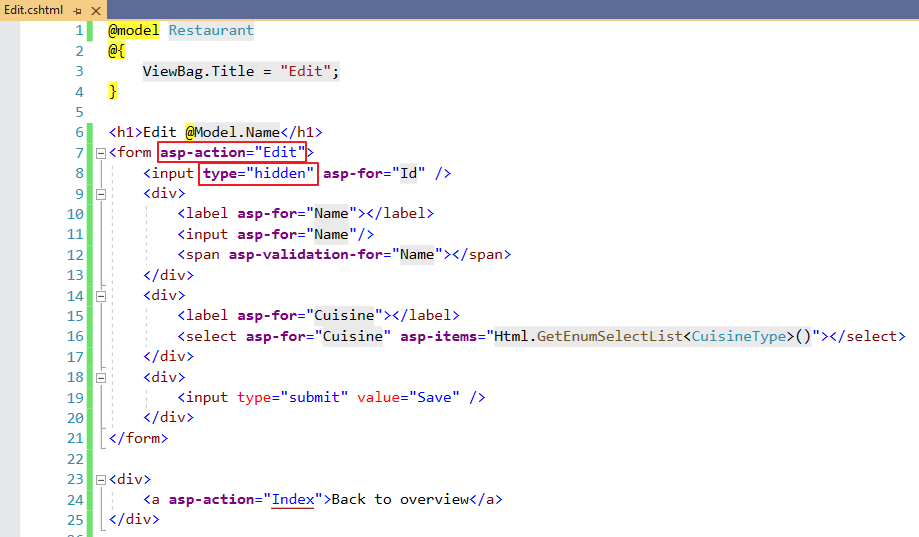 Edit.cshtml
1 @model Restaurant
2 @{
3 ViewBag.Title = "Edit";
4 }
5
6 <h1>Edit @Model.Name</h1>
7 <form asp-action="Edit">
8 <input type="hidden" asp-for="Id" />
9 <div>
10 <label asp-for="Name"></label>
11 <input asp-for="Name"/>
12 <span asp-validation-for="Name"></span>
13 </div>
14 <div>
15 <label asp-for="Cuisine"></label>
16 <select asp-for="Cuisine" asp-items="Html.GetEnumSelectList<CuisineType>()"></select>
17 </div>
18 <div>
19 <input type="submit" value="Save" />
20 </div>
21 </form>
22
23 <div>
24 <a asp-action="Index">Back to overview</a>
25 </div>